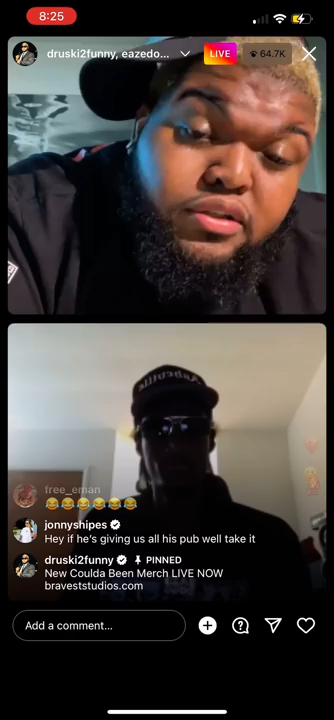 8:25
druski2funny, eazedo...
LIVE
64.7K
free_eman
😂😂😂😂😂😂
jonnyshipes
Hey if he's giving us all his pub well take it
druski2funny PINNED
New Coulda Been Merch LIVE NOW
braveststudios.com
Add a comment...